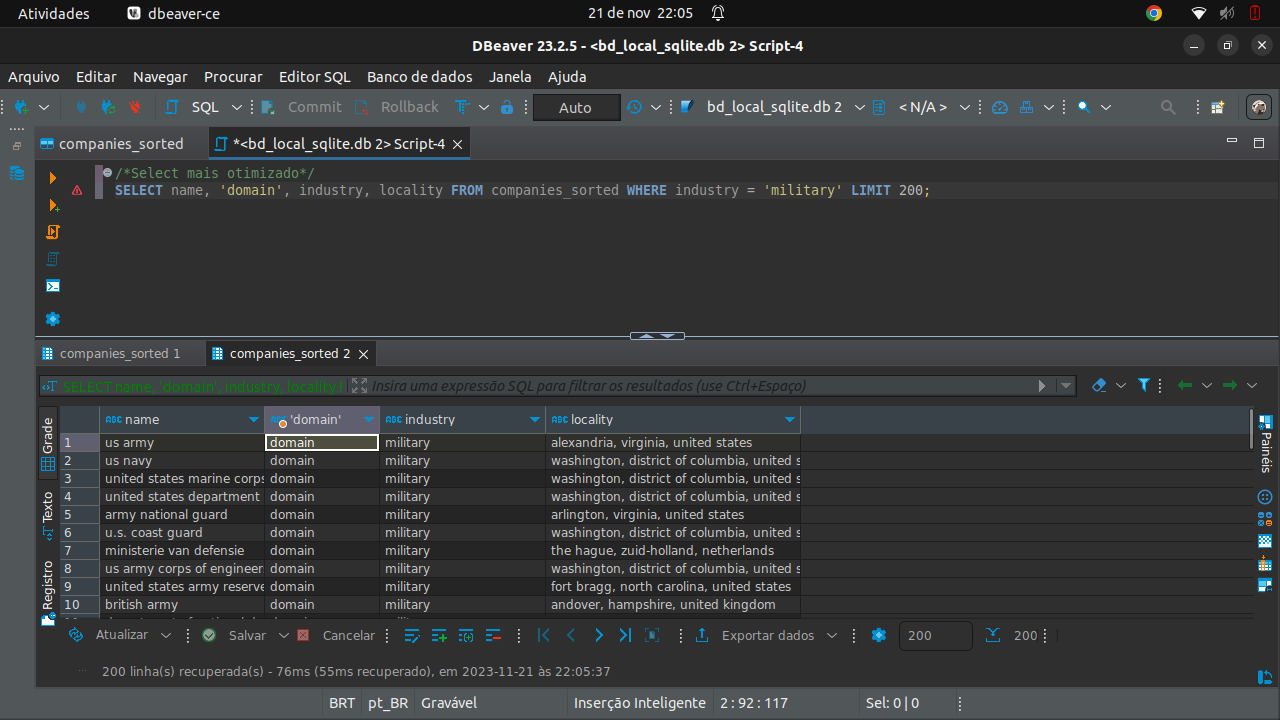 Atividades dbeaver-ce 21 de nov 22:05
DBeaver 23.2.5 - <bd_local_sqlite.db 2> Script-4
Arquivo Editar Navegar Procurar Editor SQL Banco de dados Janela Ajuda
SQL Commit Rollback T Auto bd_local_sqlite.db 2 < N/A >
companies_sorted *<bd_local_sqlite.db 2> Script-4
/*Select mais otimizado*/
SELECT name, 'domain', industry, locality FROM companies_sorted WHERE industry = 'military' LIMIT 200;
companies_sorted 1 companies_sorted 2
SELECT name, 'domain', industry, locality Insira uma expressão SQL para filtrar os resultados (use Ctrl+Espaço)
Grade
Texto
Registro
ABC name ABC 'domain' ABC industry ABC locality
1 us army domain military alexandria, virginia, united states
2 us navy domain military washington, district of columbia, united s
3 united states marine corps domain military washington, district of columbia, united s
4 united states department domain military washington, district of columbia, united s
5 army national guard domain military arlington, virginia, united states
6 u.s. coast guard domain military washington, district of columbia, united s
7 ministerie van defensie domain military the hague, zuid-holland, netherlands
8 us army corps of engineer domain military washington, district of columbia, united s
9 united states army reserve domain military fort bragg, north carolina, united states
10 british army domain military andover, hampshire, united kingdom
Painéis
Atualizar Salvar Cancelar Exportar dados 200 200
200 linha(s) recuperada(s) - 76ms (55ms recuperado), em 2023-11-21 às 22:05:37
BRT pt_BR Gravável Inserção Inteligente 2 : 92 : 117 Sel: 0 | 0